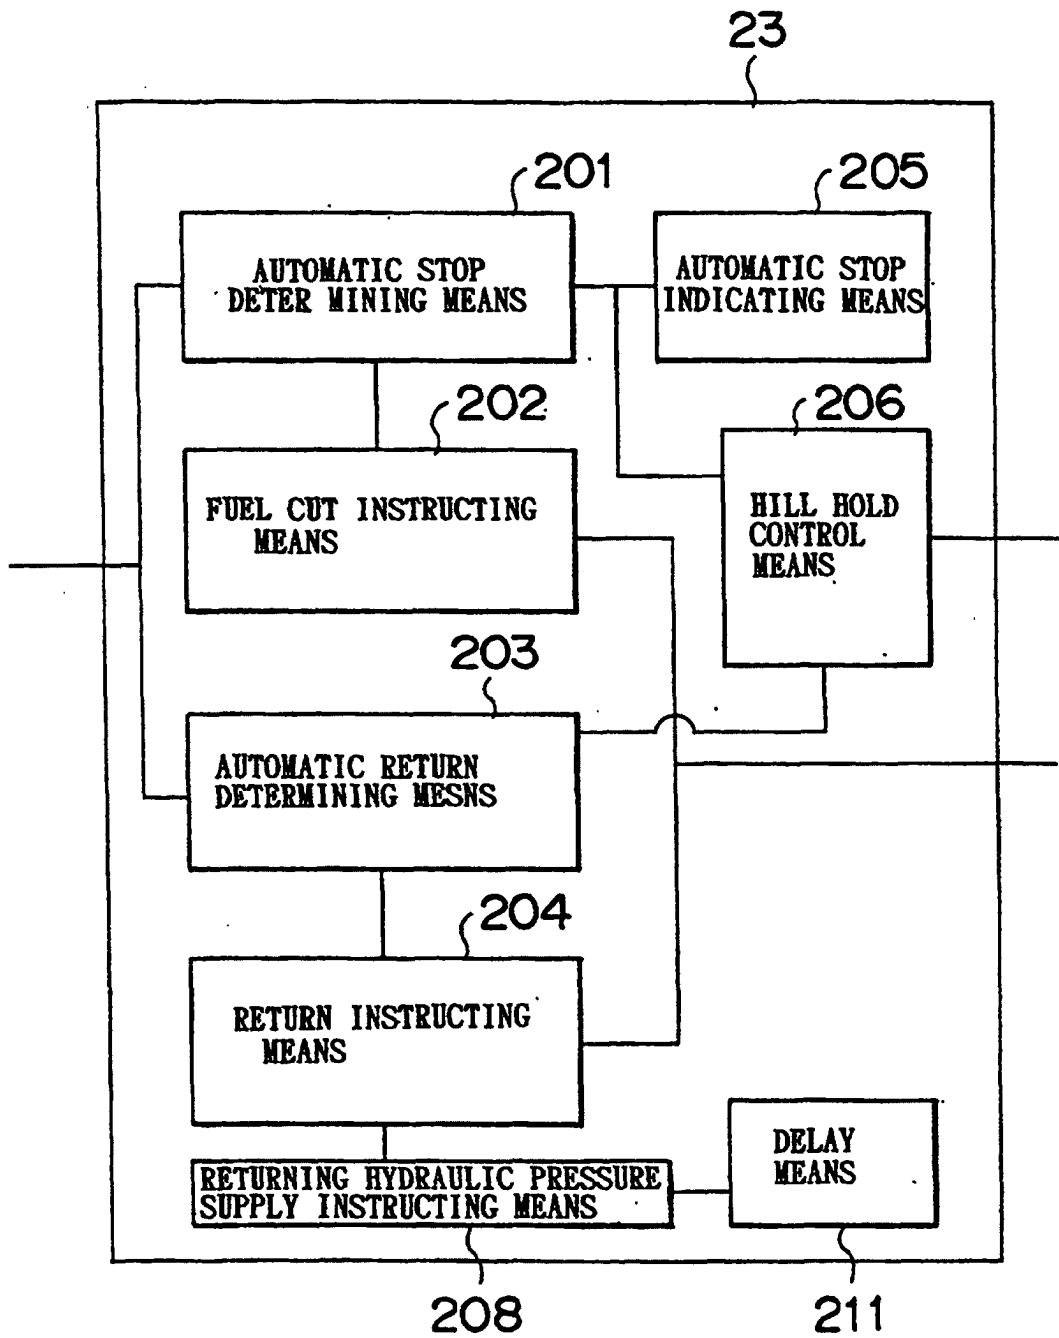 23
201
AUTOMATIC STOP
DETER MINING MEANS
205
AUTOMATIC STOP
INDICATING MEANS
202
FUEL CUT INSTRUCTING
MEANS
206
HILL HOLD
CONTROL
MEANS
203
AUTOMATIC RETURN
DETERMINING MESNS
204
RETURN INSTRUCTING
MEANS
RETURNING HYDRAULIC PRESSURE
SUPPLY INSTRUCTING MEANS
DELAY
MEANS
208
211